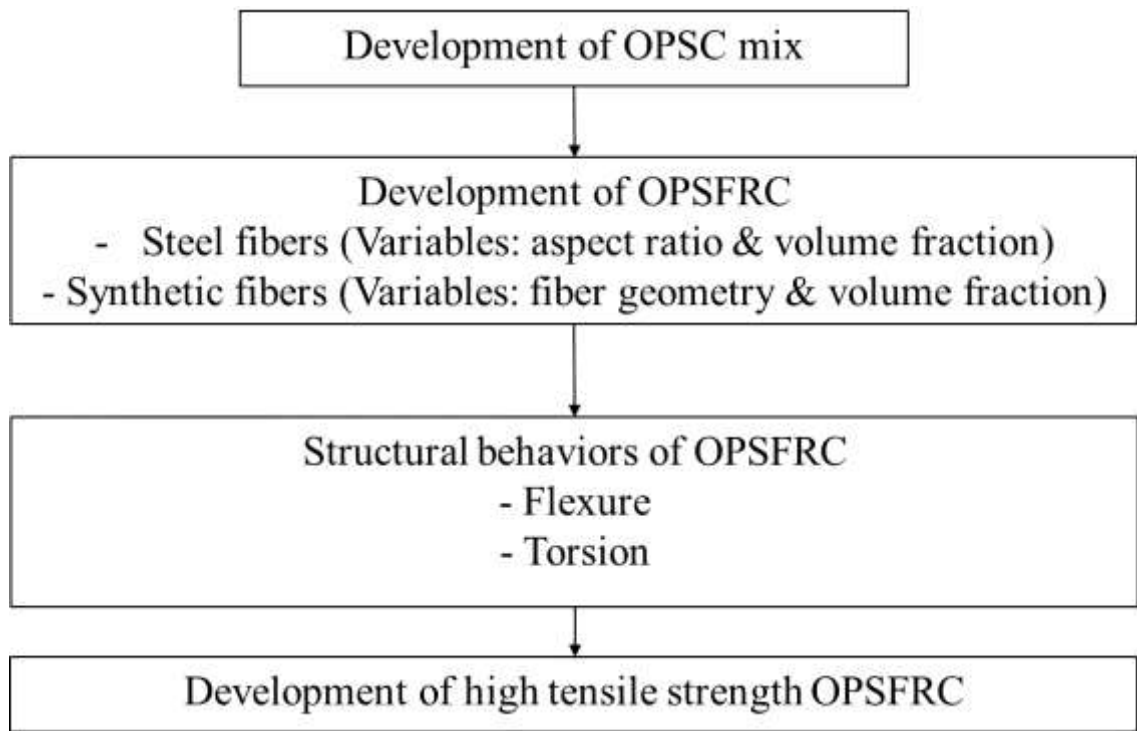 Development of OPSC mix
Development of OPSFRC
- Steel fibers (Variables: aspect ratio & volume fraction)
- Synthetic fibers (Variables: fiber geometry & volume fraction)
Structural behaviors of OPSFRC
- Flexure
- Torsion
Development of high tensile strength OPSFRC